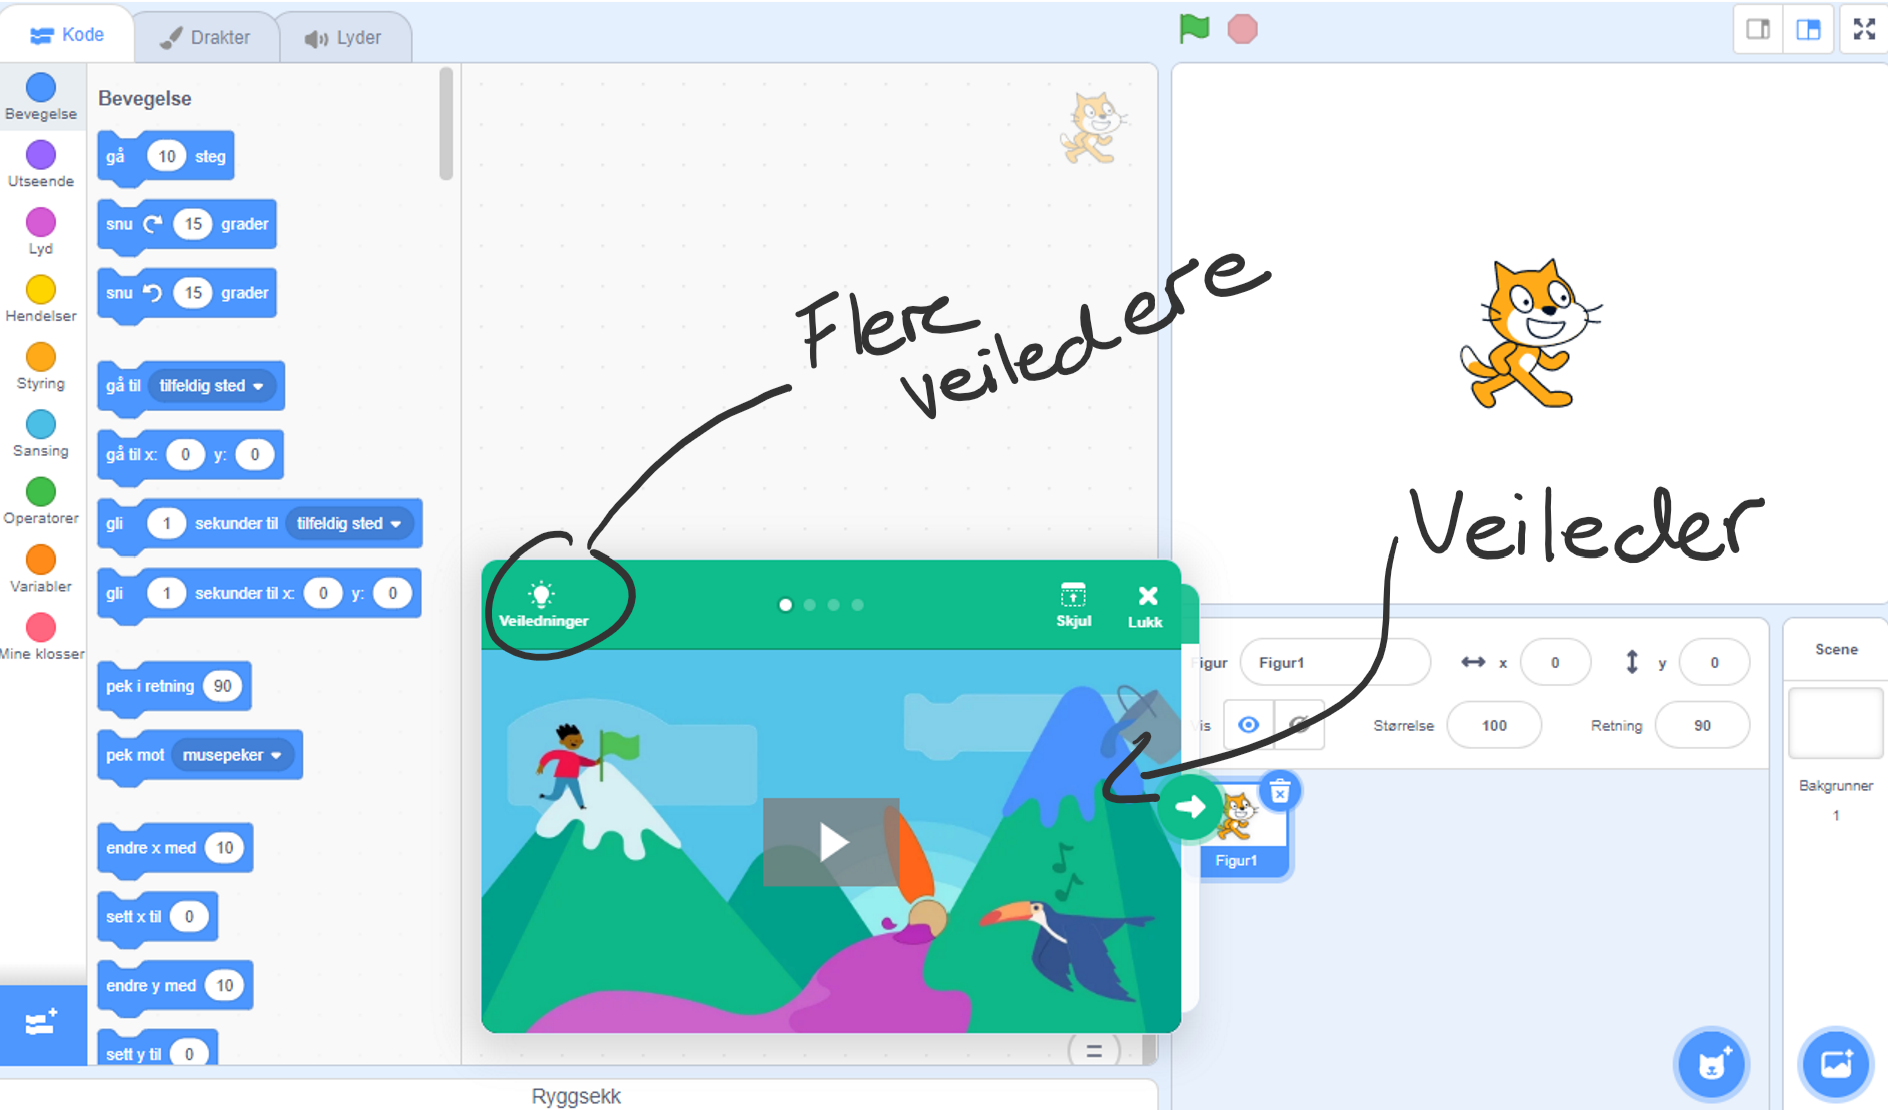 Kode
Drakter
Lyder
Bevegelse
Utseende
Lyd
Hendelser
Styring
Sansing
Operatorer
Variabler
Mine klosser
Bevegelse
gå 10 steg
snu 15 grader
snu 15 grader
gå til tilfeldig sted
gå til x: 0 y: 0
gli 1 sekunder til tilfeldig sted
gli 1 sekunder til x: 0 y: 0
pek i retning 90
pek mot musepeker
endre x med 10
sett x til 0
endre y med 10
sett y til 0
Flere
veiledere
Veileder
Veiledninger
Skjul
Lukk
igur Figur1 x 0 y 0
is Størrelse 100 Retning 90
Figur1
Scene
Bakgrunner
1
Ryggsekk